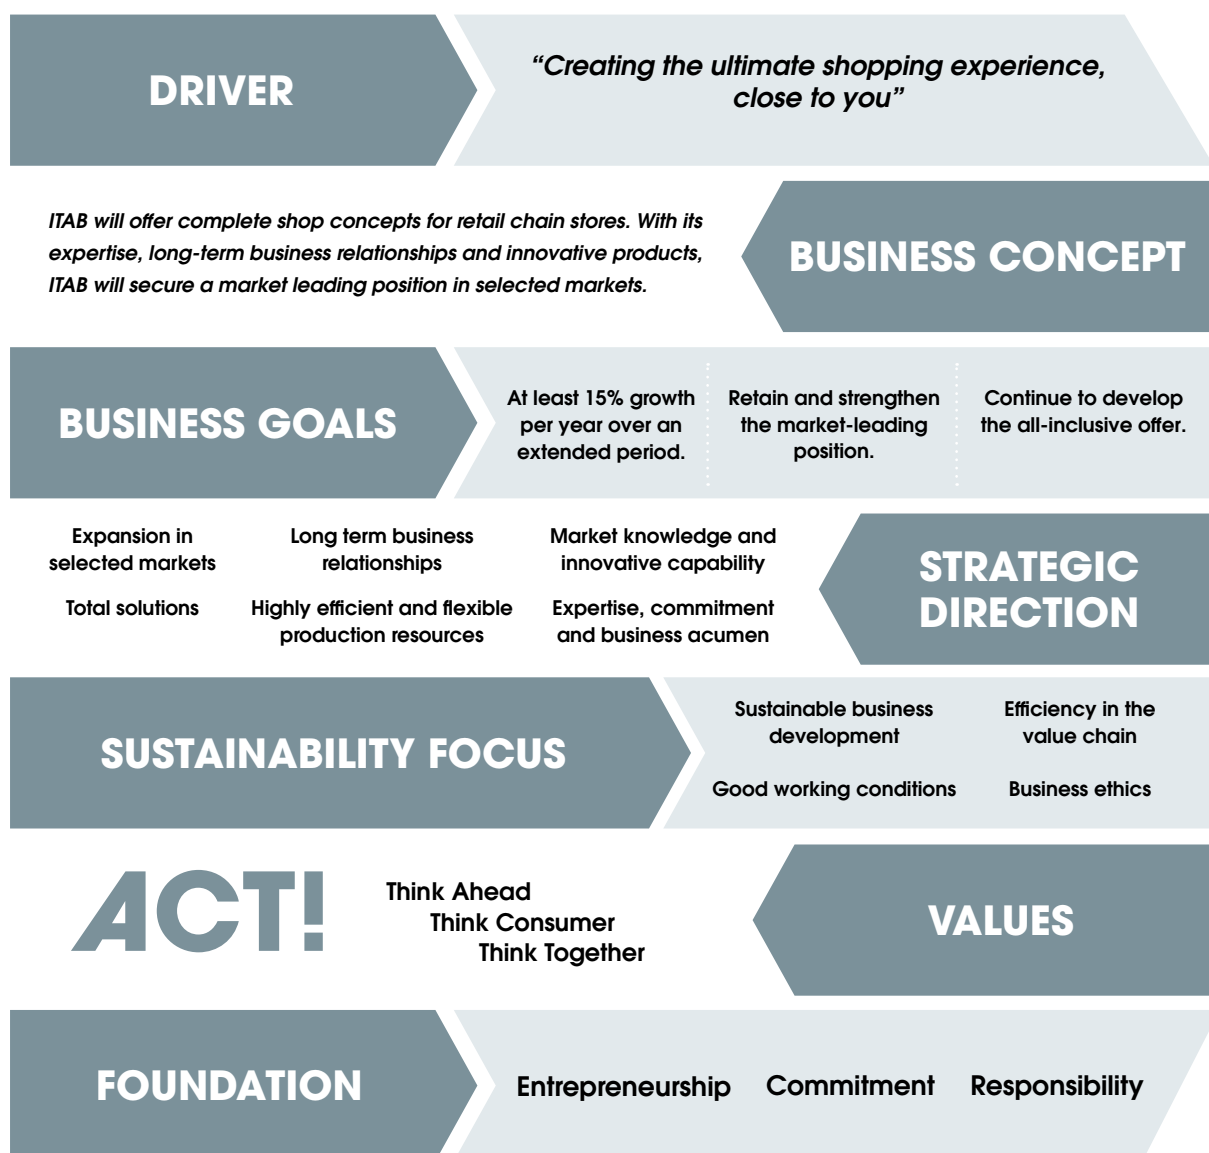 DRIVER
“Creating the ultimate shopping experience,
close to you”
ITAB will offer complete shop concepts for retail chain stores. With its
expertise, long-term business relationships and innovative products,
ITAB will secure a market leading position in selected markets.
BUSINESS CONCEPT
BUSINESS GOALS
At least 15% growth
per year over an
extended period.
Retain and strengthen
the market-leading
position.
Continue to develop
the all-inclusive offer.
Expansion in
selected markets
Long term business
relationships
Market knowledge and
innovative capability
Total solutions
Highly efficient and flexible
production resources
Expertise, commitment
and business acumen
STRATEGIC
DIRECTION
SUSTAINABILITY FOCUS
Sustainable business
development
Efficiency in the
value chain
Good working conditions
Business ethics
ACT!
Think Ahead
Think Consumer
Think Together
VALUES
FOUNDATION
Entrepreneurship
Commitment
Responsibility